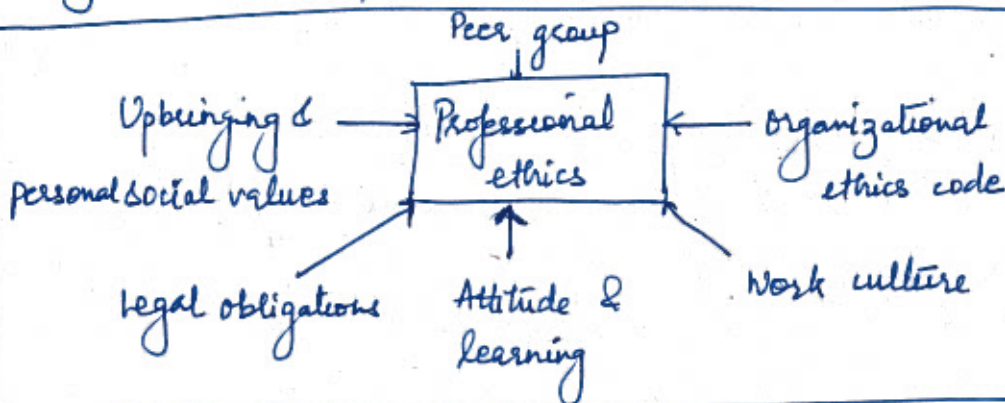 Peer group
Upbringing &
personal social values
Professional
ethics
organizational
ethics code
Legal obligations
Attitude &
learning
Work culture